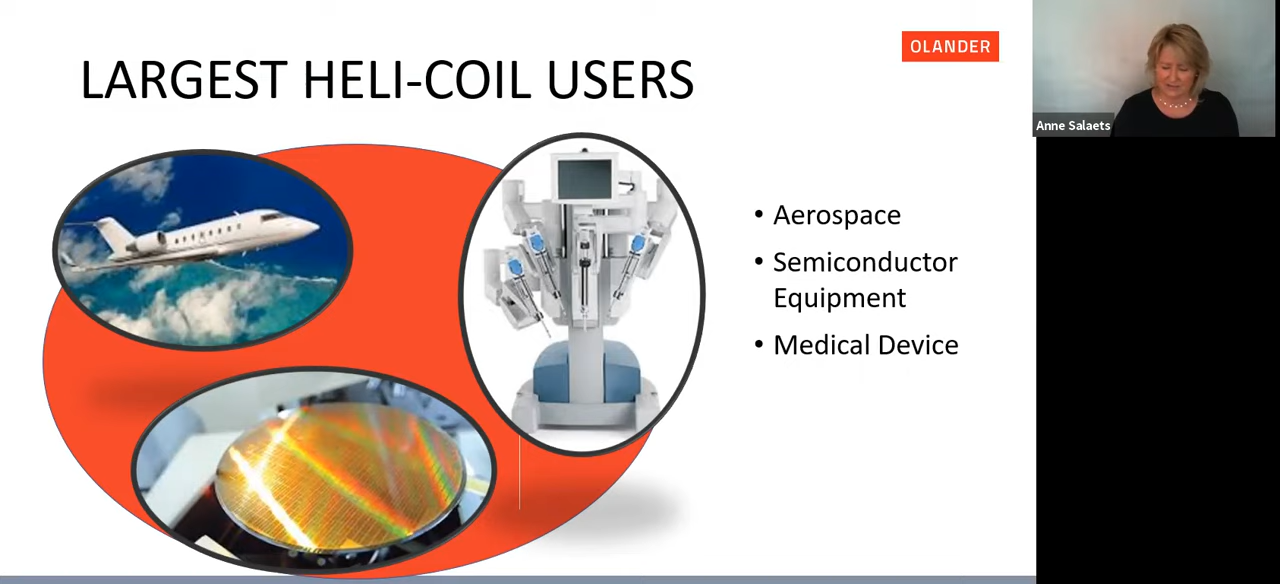 OLANDER
LARGEST HELI-COIL USERS
Anne Salaets
• Aerospace
• Semiconductor
Equipment
• Medical Device